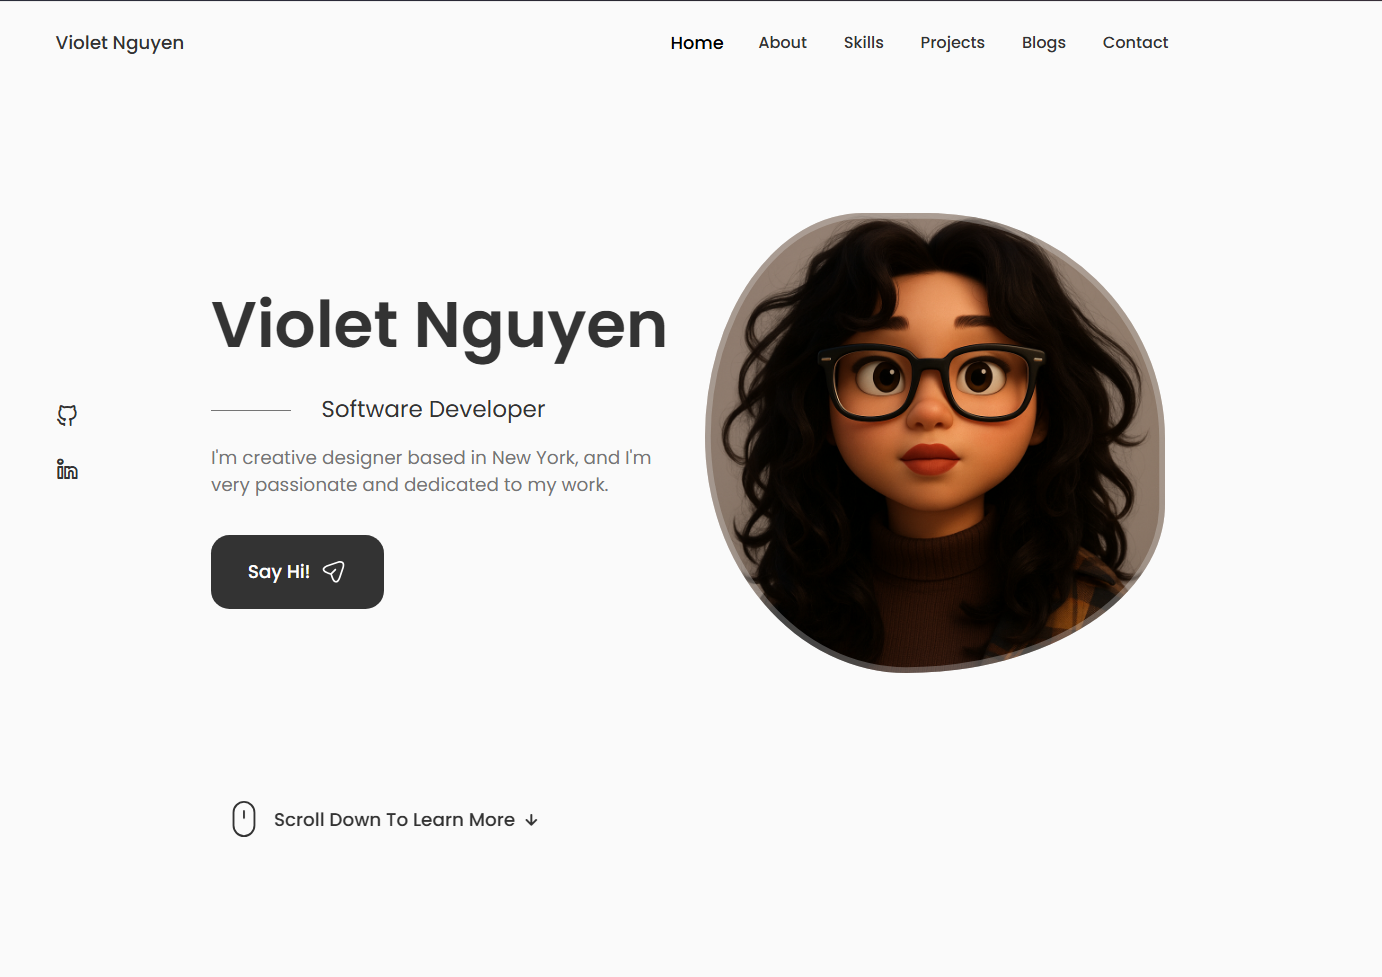 Violet Nguyen
Home About Skills Projects Blogs Contact
Violet Nguyen
Software Developer
I'm creative designer based in New York, and I'm
very passionate and dedicated to my work.
Say Hi!
Scroll Down To Learn More